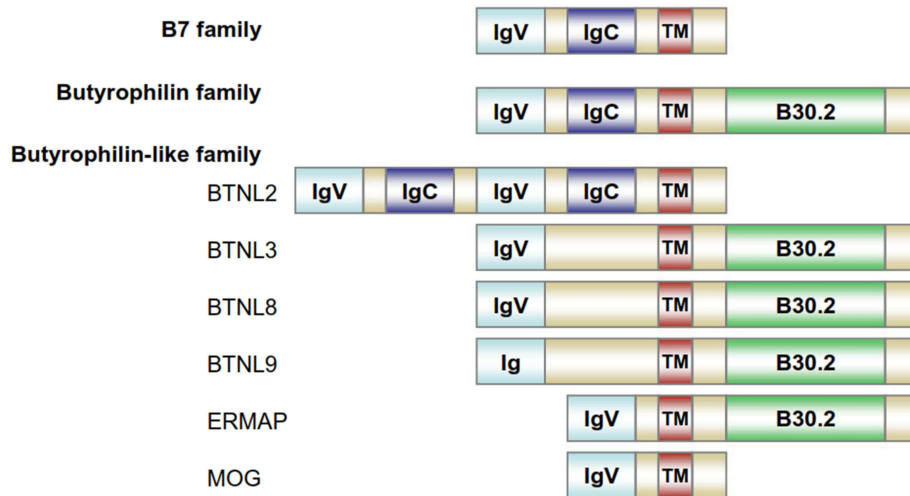 B7 family IgV IgC TM
Butyrophilin family IgV IgC TM B30.2
Butyrophilin-like family
BTNL2 IgV IgC IgV IgC TM
BTNL3 IgV TM B30.2
BTNL8 IgV TM B30.2
BTNL9 Ig TM B30.2
ERMAP IgV TM B30.2
MOG IgV TM